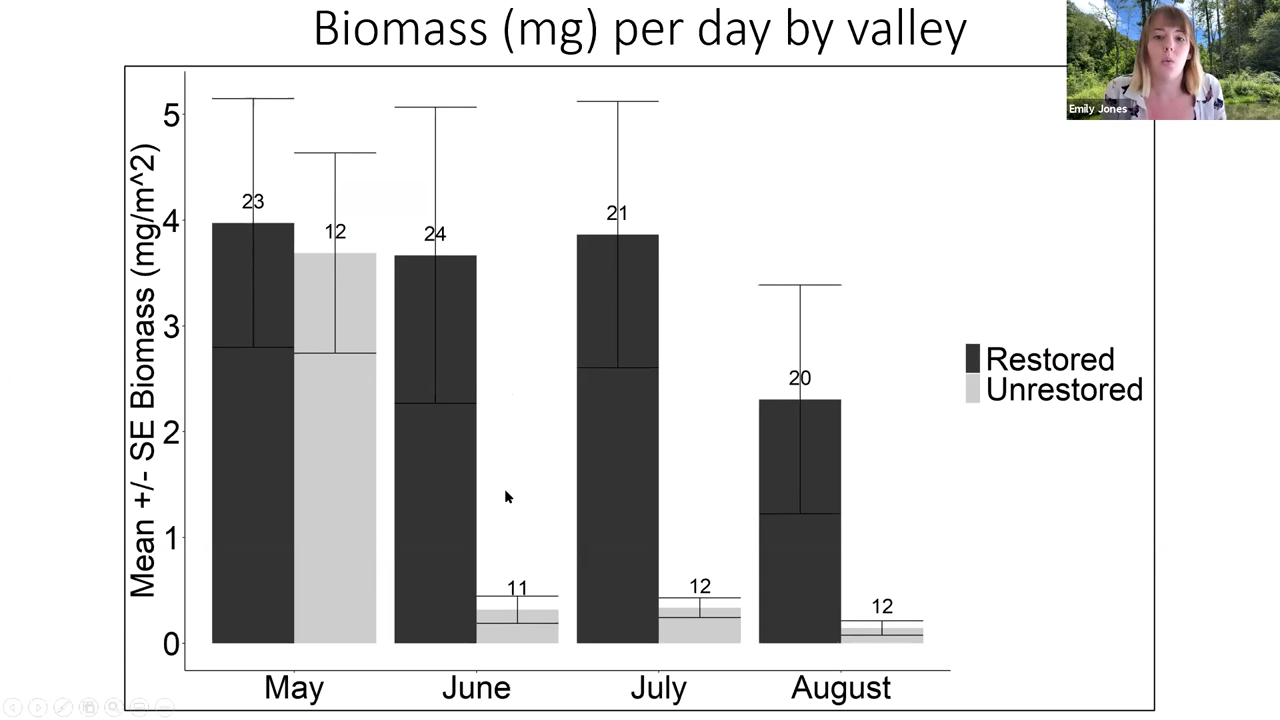 Biomass (mg) per day by valley
Emily Jones
Mean +/- SE Biomass (mg/m^2)
5
4
3
2
1
0
23
12
24
11
21
12
20
12
May
June
July
August
Restored
Unrestored